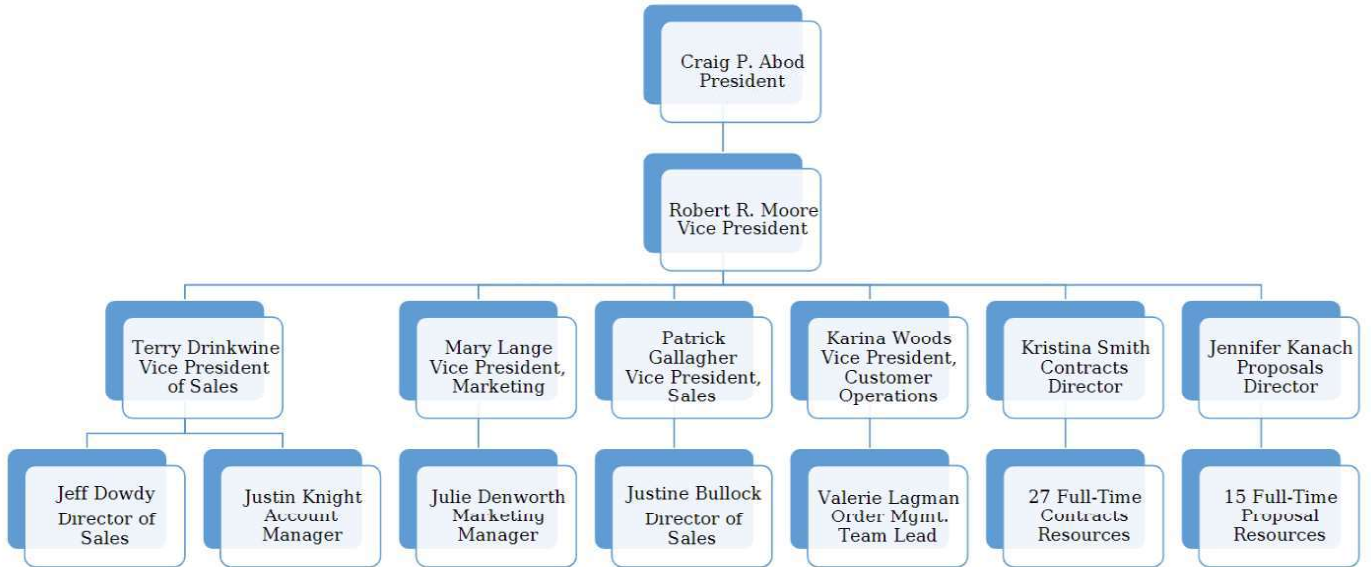 Craig P. Abod
President
Robert R. Moore
Vice President
Terry Drinkwine
Vice President
of Sales
Mary Lange
Vice President,
Marketing
Patrick
Gallagher
Vice President,
Sales
Karina Woods
Vice President,
Customer
Operations
Kristina Smith
Contracts
Director
Jennifer Kanach
Proposals
Director
Jeff Dowdy
Director of
Sales
Justin Knight
Account
Manager
Julie Denworth
Marketing
Manager
Justine Bullock
Director of
Sales
Valerie Lagman
Order Mgmt.
Team Lead
27 Full-Time
Contracts
Resources
15 Full-Time
Proposal
Resources